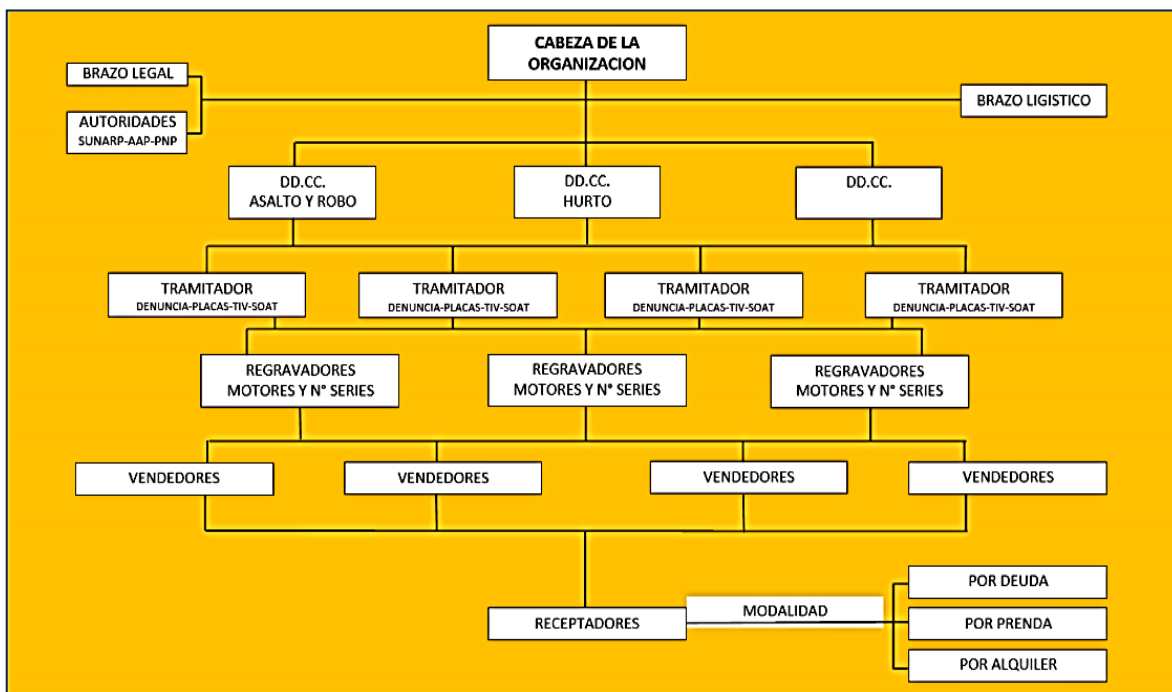 CABEZA DE LA
ORGANIZACION
BRAZO LEGAL
AUTORIDADES
SUNARP-AAP-PNP
BRAZO LIGISTICO
DD.CC.
ASALTO Y ROBO
DD.CC.
HURTO
DD.CC.
TRAMITADOR
DENUNCIA-PLACAS-TIV-SOAT
TRAMITADOR
DENUNCIA-PLACAS-TIV-SOAT
TRAMITADOR
DENUNCIA-PLACAS-TIV-SOAT
TRAMITADOR
DENUNCIA-PLACAS-TIV-SOAT
REGRAVADORES
MOTORES Y N° SERIES
REGRAVADORES
MOTORES Y N° SERIES
REGRAVADORES
MOTORES Y N° SERIES
VENDEDORES
VENDEDORES
VENDEDORES
VENDEDORES
RECEPTADORES
MODALIDAD
POR DEUDA
POR PRENDA
POR ALQUILER